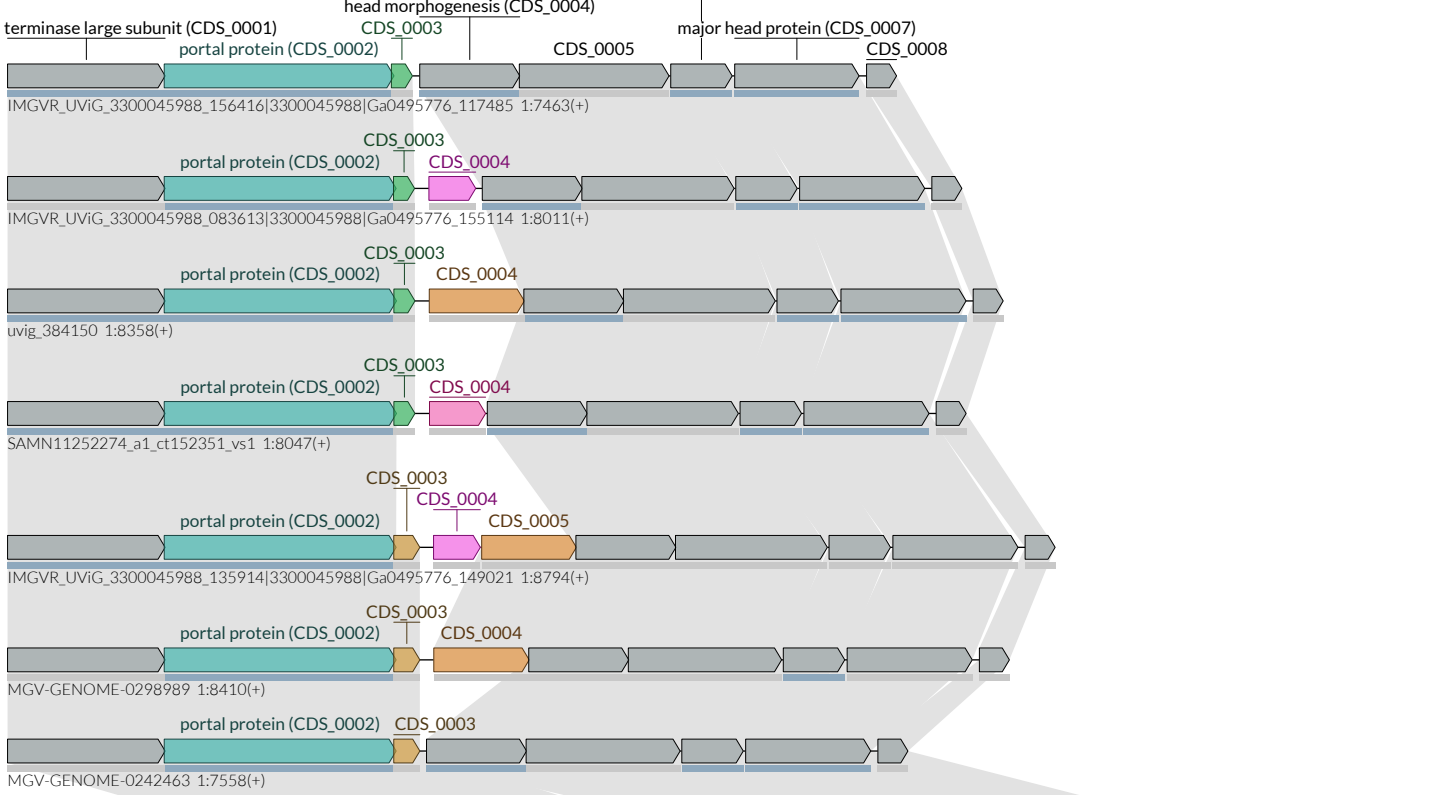 head morphogenesis (CDS_0004)
terminase large subunit (CDS_0001) CDS_0003 major head protein (CDS_0007)
portal protein (CDS_0002) CDS_0005 CDS_0008
IMGVR_UViG_3300045988_156416|3300045988|Ga0495776_117485 1:7463(+)
CDS_0003
portal protein (CDS_0002) CDS_0004
IMGVR_UViG_3300045988_083613|3300045988|Ga0495776_155114 1:8011(+)
CDS_0003
portal protein (CDS_0002) CDS_0004
uvig_384150 1:8358(+)
CDS_0003
portal protein (CDS_0002) CDS_0004
SAMN11252274_a1_ct152351_vs1 1:8047(+)
CDS_0003
CDS_0004
portal protein (CDS_0002) CDS_0005
IMGVR_UViG_3300045988_135914|3300045988|Ga0495776_149021 1:8794(+)
CDS_0003
portal protein (CDS_0002) CDS_0004
MGV-GENOME-0298989 1:8410(+)
portal protein (CDS_0002) CDS_0003
MGV-GENOME-0242463 1:7558(+)